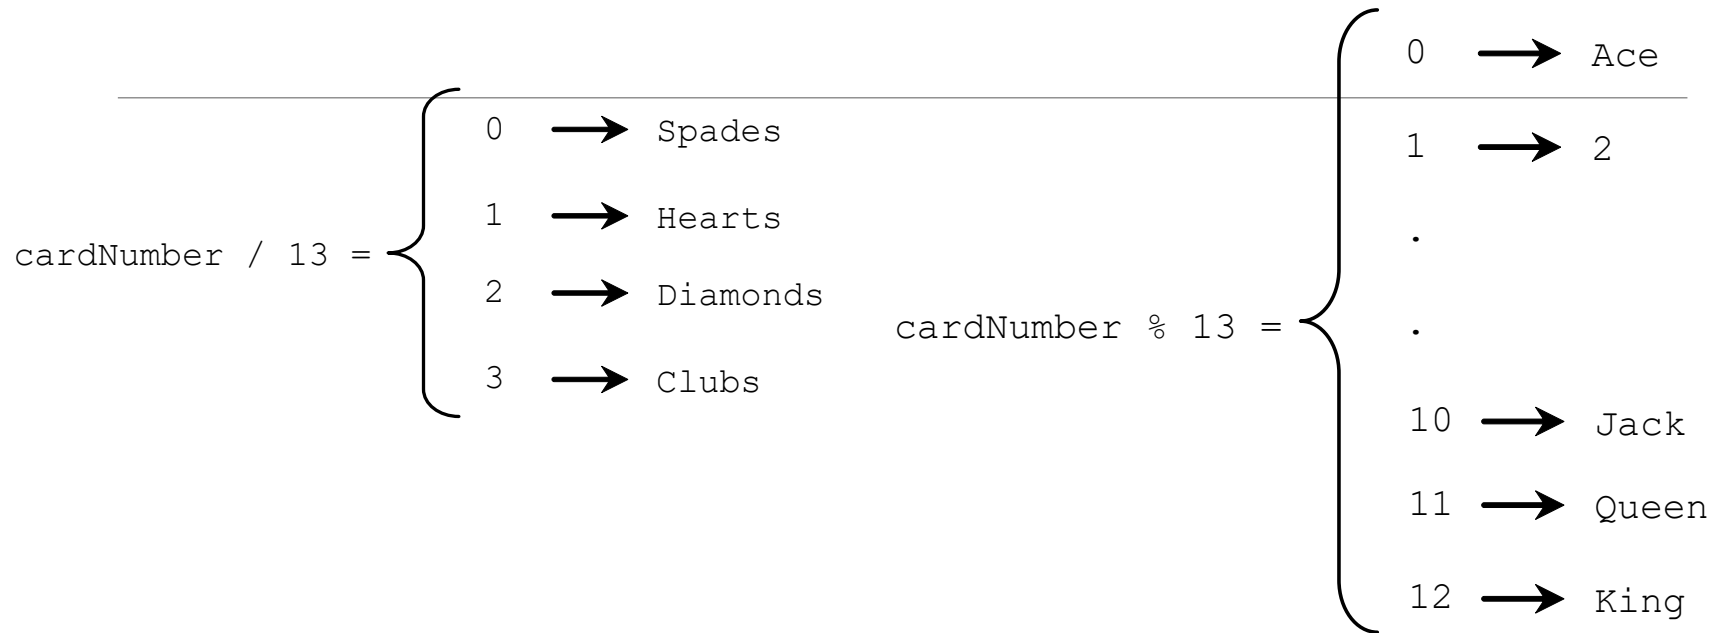 cardNumber / 13 =
0 Spades
1 Hearts
2 Diamonds
3 Clubs
cardNumber % 13 =
0 Ace
1 2
.
.
10 Jack
11 Queen
12 King